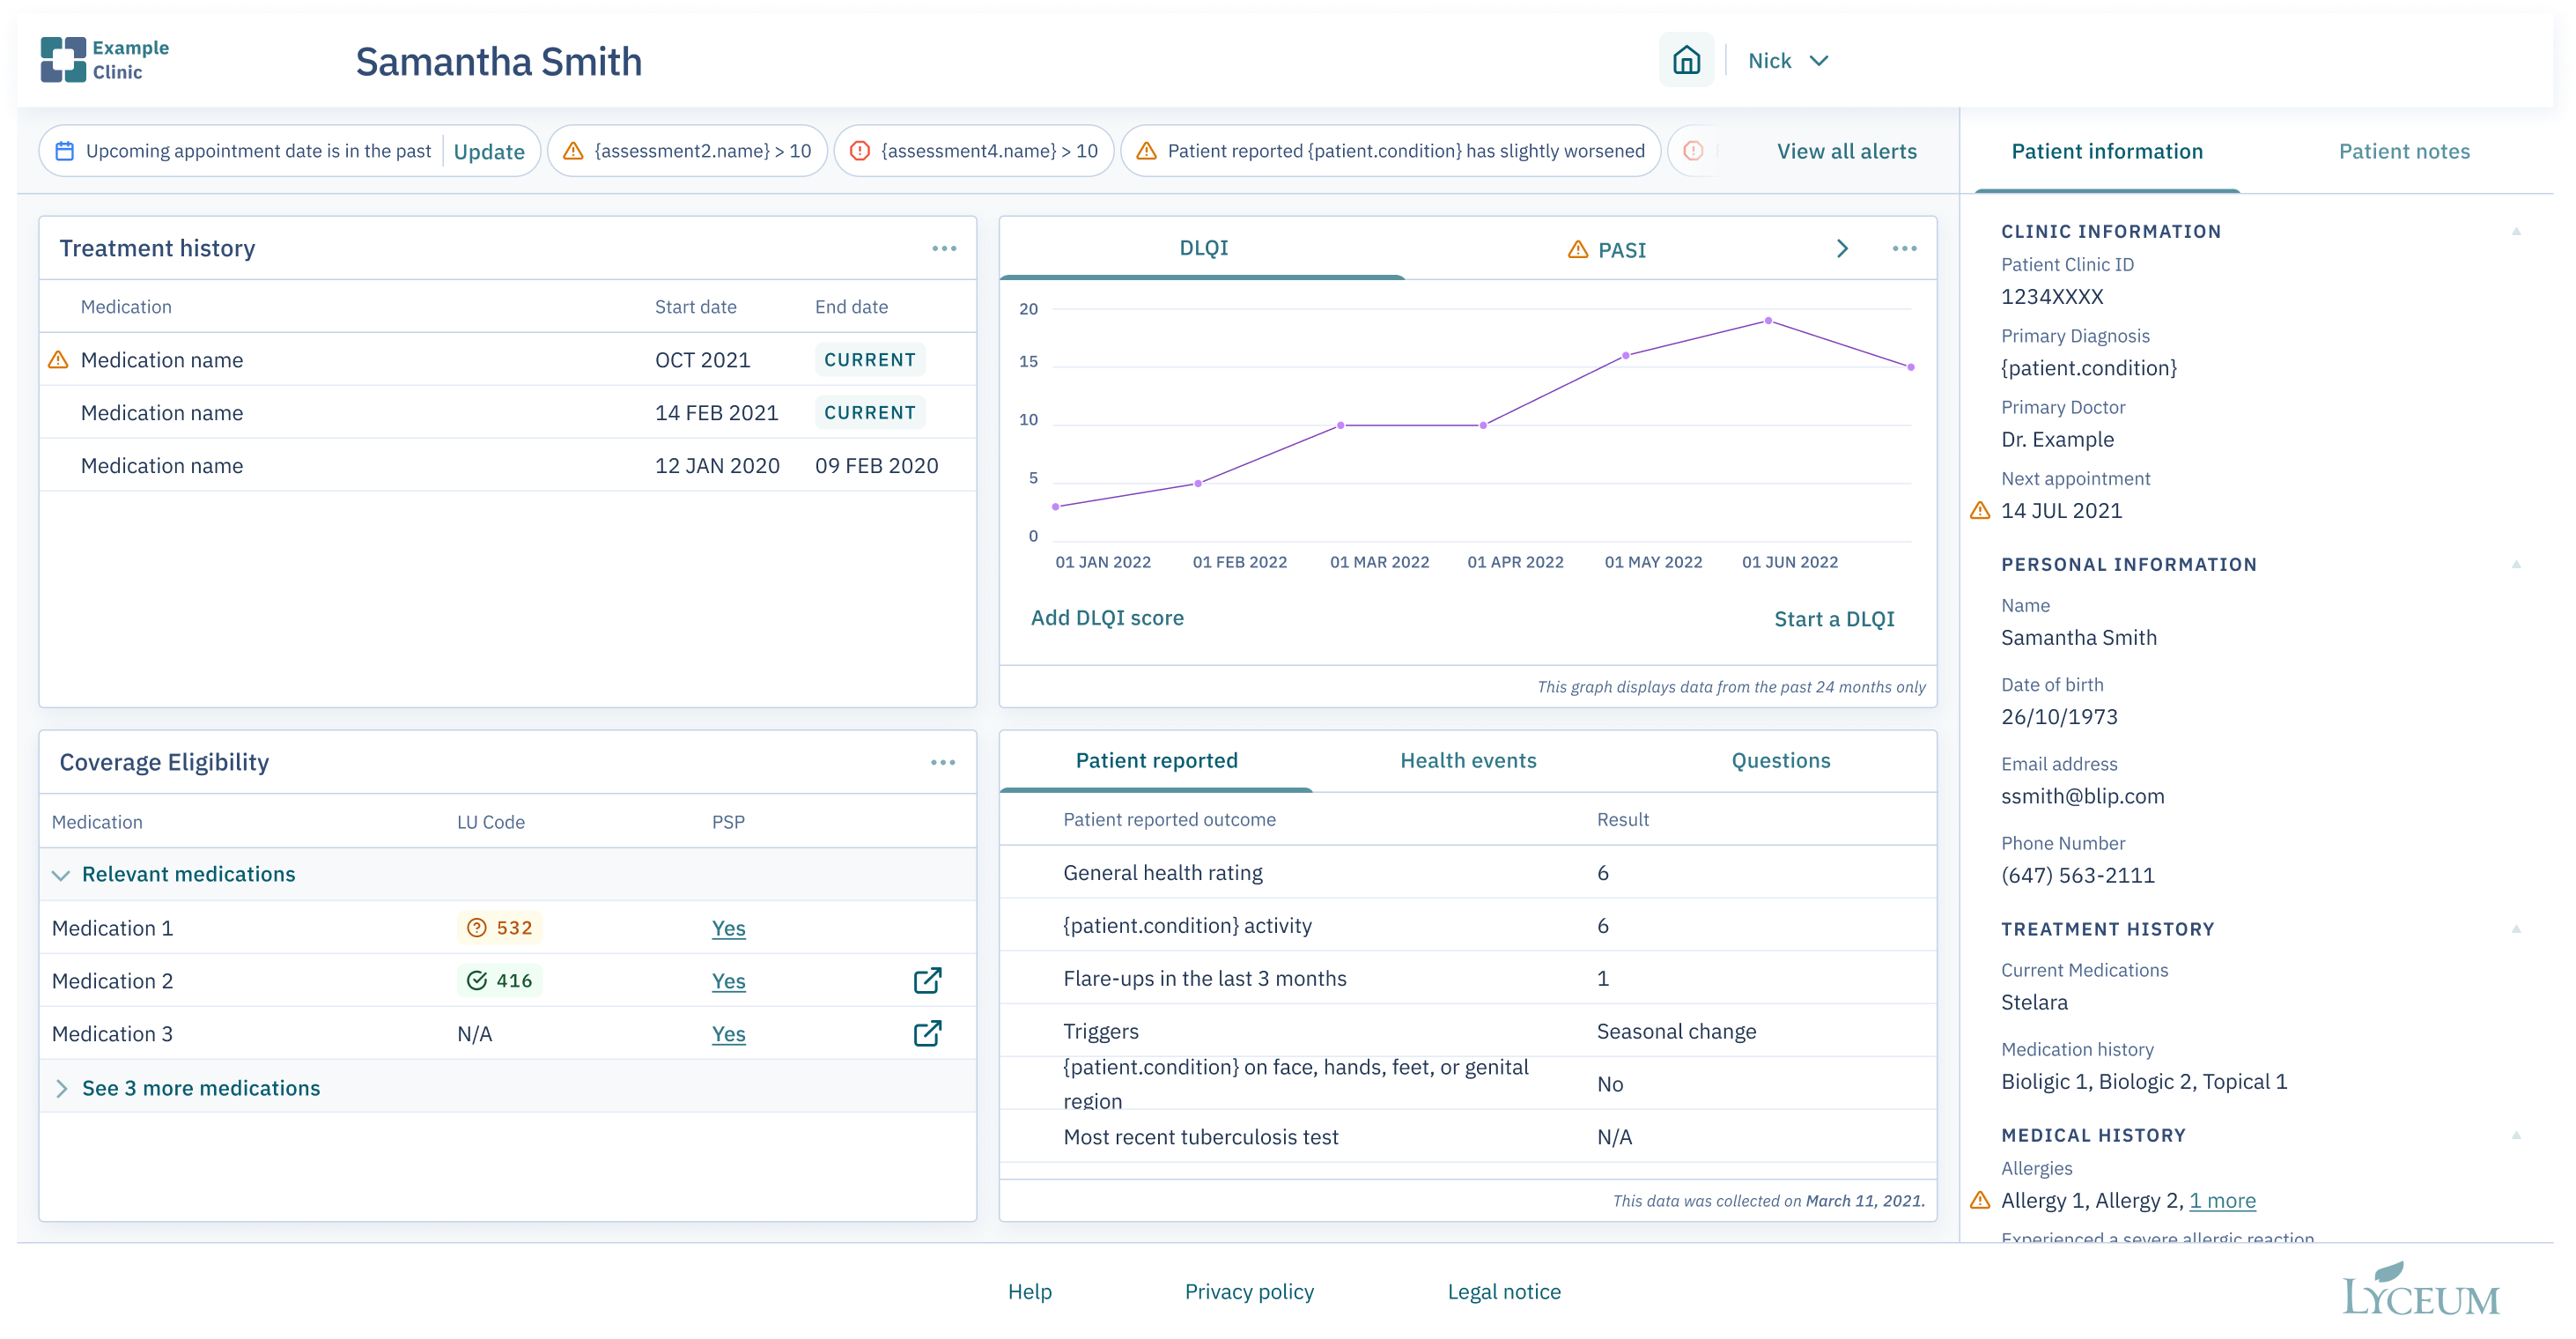 Example
Clinic
Samantha Smith
Nick
Upcoming appointment date is in the past
Update
{assessment2.name} > 10
{assessment4.name} > 10
Patient reported {patient.condition} has slightly worsened
View all alerts
Treatment history
Medication Start date End date
Medication name OCT 2021 CURRENT
Medication name 14 FEB 2021 CURRENT
Medication name 12 JAN 2020 09 FEB 2020
DLQI PASI
20
15
10
5
0
01 JAN 2022 01 FEB 2022 01 MAR 2022 01 APR 2022 01 MAY 2022 01 JUN 2022
Add DLQI score Start a DLQI
This graph displays data from the past 24 months only
Coverage Eligibility
Medication LU Code PSP
Relevant medications
Medication 1 532 Yes
Medication 2 416 Yes
Medication 3 N/A Yes
See 3 more medications
Patient reported Health events Questions
Patient reported outcome Result
General health rating 6
{patient.condition} activity 6
Flare-ups in the last 3 months 1
Triggers Seasonal change
{patient.condition} on face, hands, feet, or genital
region
No
Most recent tuberculosis test N/A
This data was collected on March 11, 2021.
Patient information Patient notes
CLINIC INFORMATION
Patient Clinic ID
1234XXXX
Primary Diagnosis
{patient.condition}
Primary Doctor
Dr. Example
Next appointment
14 JUL 2021
PERSONAL INFORMATION
Name
Samantha Smith
Date of birth
26/10/1973
Email address
ssmith@blip.com
Phone Number
(647) 563-2111
TREATMENT HISTORY
Current Medications
Stelara
Medication history
Bioligic 1, Biologic 2, Topical 1
MEDICAL HISTORY
Allergies
Allergy 1, Allergy 2, 1 more
Experienced a severe allergic reaction
Help Privacy policy Legal notice
LYCEUM